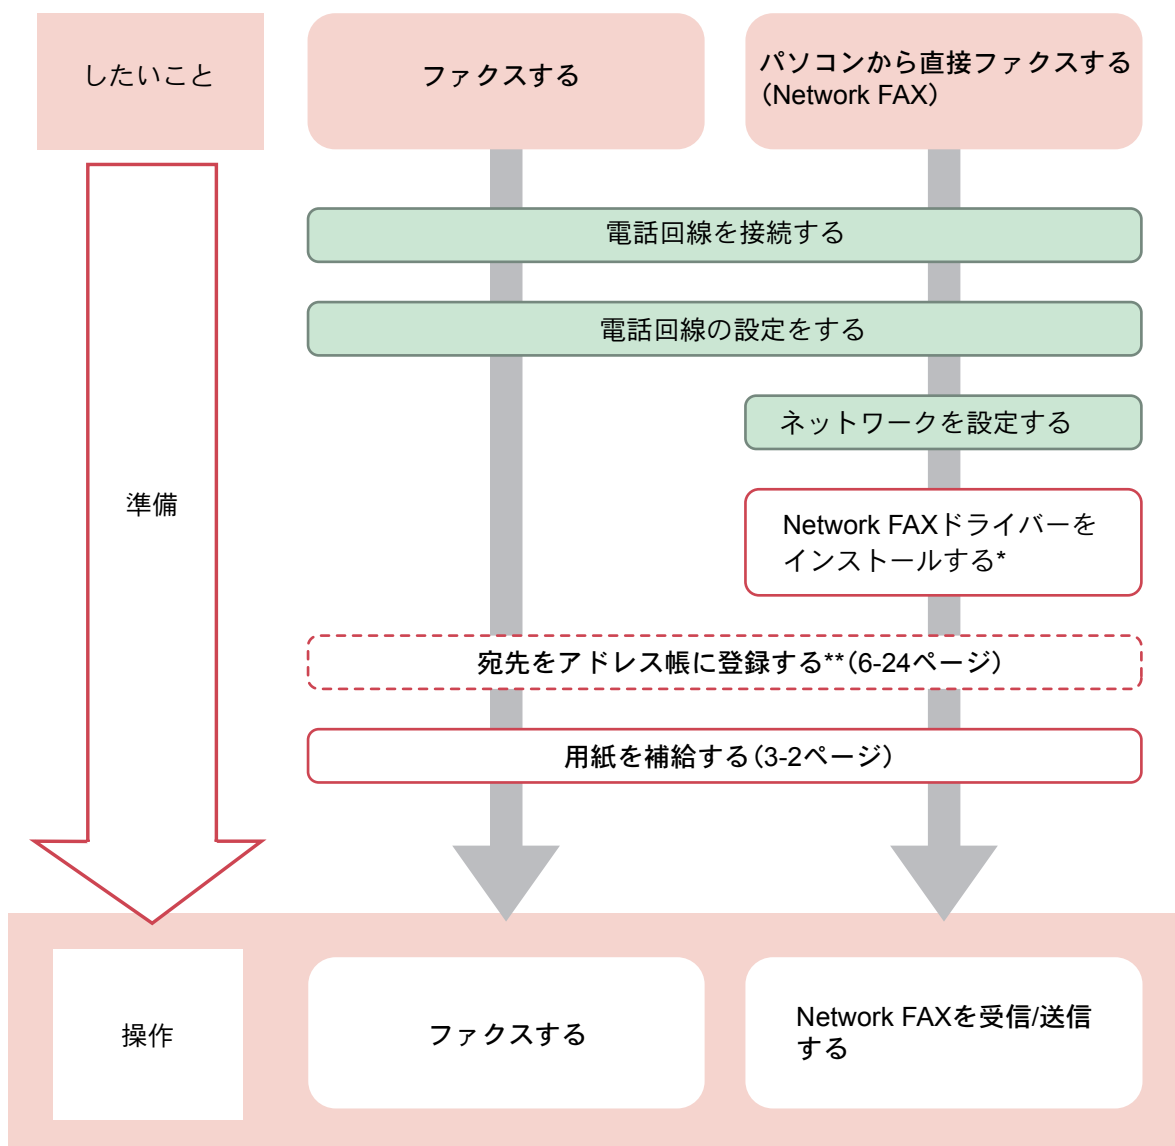 したいこと
ファクスする
パソコンから直接ファクスする
（Network FAX）
電話回線を接続する
電話回線の設定をする
ネットワークを設定する
準備
Network FAXドライバーを
インストールする*
宛先をアドレス帳に登録する**（6-24ページ）
用紙を補給する（3-2ページ）
操作
ファクスする
Network FAXを受信/送信
する